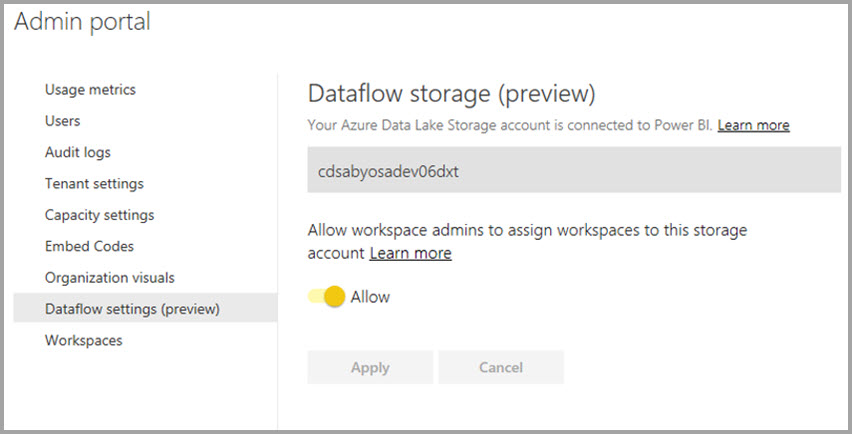 Admin portal
Usage metrics
Users
Audit logs
Tenant settings
Capacity settings
Embed Codes
Organization visuals
Dataflow settings (preview)
Workspaces
Dataflow storage (preview)
Your Azure Data Lake Storage account is connected to Power BI. Learn more
cdsabyosadev06dxt
Allow workspace admins to assign workspaces to this storage
account Learn more
Allow
Apply Cancel